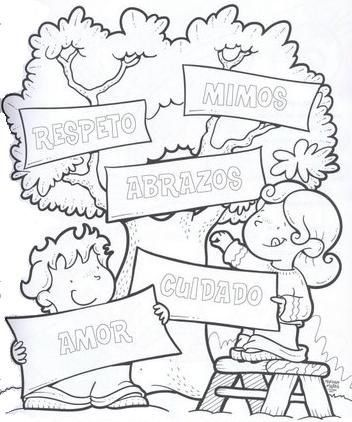 MIMOS
RESPETO
ABRAZOS
CUIDADO
AMOR